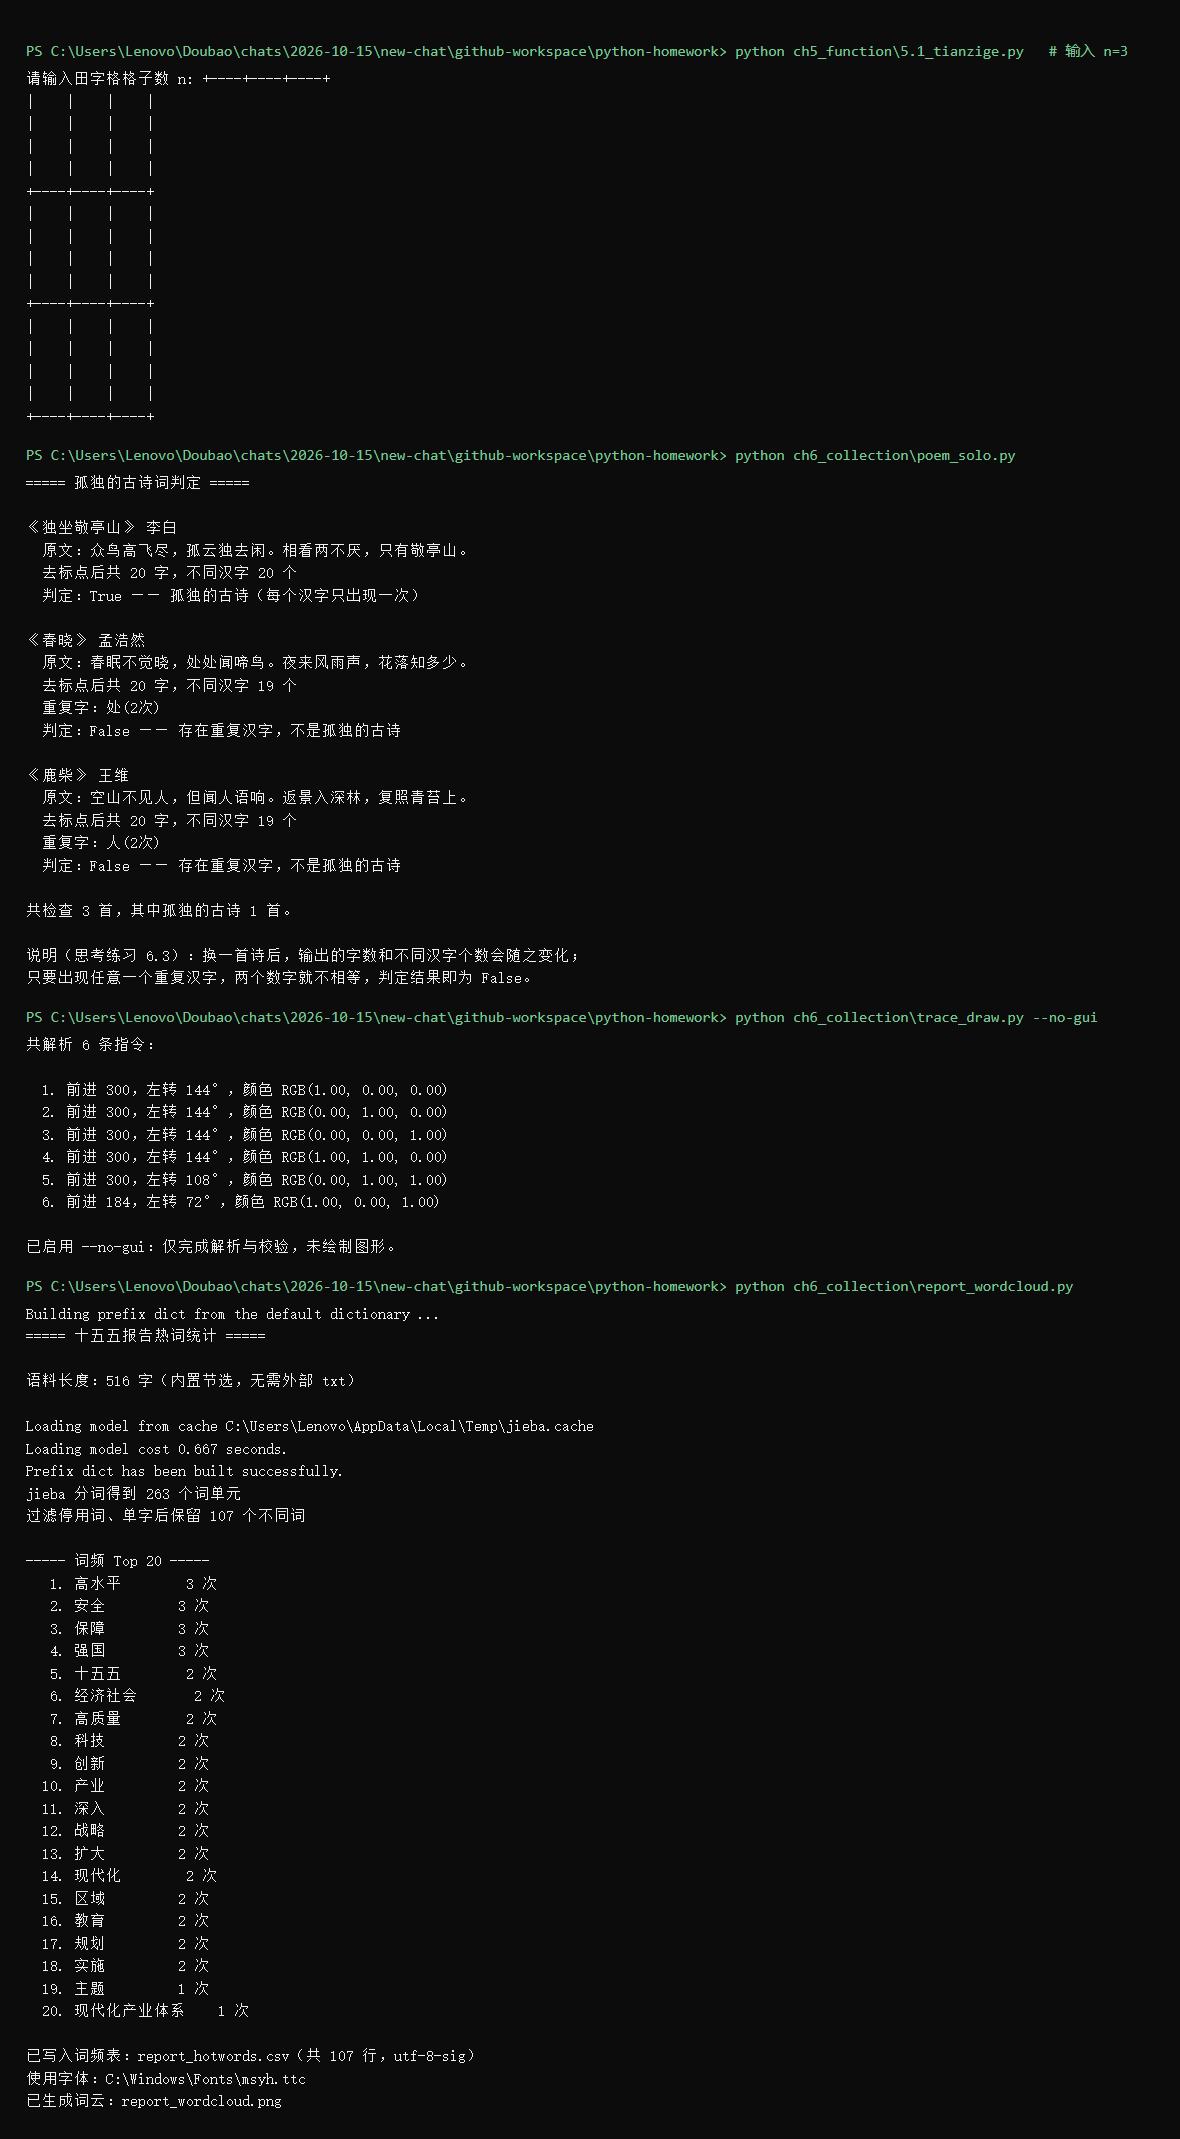 PS C:\Users\Lenovo\Doubao\chats\2026-10-15\new-chat\github-workspace\python-homework> python ch5_function\5.1_tianzige.py   # 输入 n=3
请输入田字格格子数 n: +----+----+----+
|    |    |    |
|    |    |    |
|    |    |    |
|    |    |    |
+----+----+----+
|    |    |    |
|    |    |    |
|    |    |    |
|    |    |    |
+----+----+----+
|    |    |    |
|    |    |    |
|    |    |    |
|    |    |    |
+----+----+----+
PS C:\Users\Lenovo\Doubao\chats\2026-10-15\new-chat\github-workspace\python-homework> python ch6_collection\poem_solo.py
===== 孤独的古诗词判定 =====
《独坐敬亭山》 李白
  原文：众鸟高飞尽，孤云独去闲。相看两不厌，只有敬亭山。
  去标点后共 20 字，不同汉字 20 个
  判定：True —— 孤独的古诗（每个汉字只出现一次）
《春晓》 孟浩然
  原文：春眠不觉晓，处处闻啼鸟。夜来风雨声，花落知多少。
  去标点后共 20 字，不同汉字 19 个
  重复字：处(2次)
  判定：False —— 存在重复汉字，不是孤独的古诗
《鹿柴》 王维
  原文：空山不见人，但闻人语响。返景入深林，复照青苔上。
  去标点后共 20 字，不同汉字 19 个
  重复字：人(2次)
  判定：False —— 存在重复汉字，不是孤独的古诗
共检查 3 首，其中孤独的古诗 1 首。
说明（思考练习 6.3）：换一首诗后，输出的字数和不同汉字个数会随之变化；
只要出现任意一个重复汉字，两个数字就不相等，判定结果即为 False。
PS C:\Users\Lenovo\Doubao\chats\2026-10-15\new-chat\github-workspace\python-homework> python ch6_collection\trace_draw.py --no-gui
共解析 6 条指令：
  1. 前进 300，左转 144°，颜色 RGB(1.00, 0.00, 0.00)
  2. 前进 300，左转 144°，颜色 RGB(0.00, 1.00, 0.00)
  3. 前进 300，左转 144°，颜色 RGB(0.00, 0.00, 1.00)
  4. 前进 300，左转 144°，颜色 RGB(1.00, 1.00, 0.00)
  5. 前进 300，左转 108°，颜色 RGB(0.00, 1.00, 1.00)
  6. 前进 184，左转 72°，颜色 RGB(1.00, 0.00, 1.00)
已启用 --no-gui：仅完成解析与校验，未绘制图形。
PS C:\Users\Lenovo\Doubao\chats\2026-10-15\new-chat\github-workspace\python-homework> python ch6_collection\report_wordcloud.py
Building prefix dict from the default dictionary ...
===== 十五五报告热词统计 =====
语料长度：516 字（内置节选，无需外部 txt）
Loading model from cache C:\Users\Lenovo\AppData\Local\Temp\jieba.cache
Loading model cost 0.667 seconds.
Prefix dict has been built successfully.
jieba 分词得到 263 个词单元
过滤停用词、单字后保留 107 个不同词
----- 词频 Top 20 -----
   1. 高水平        3 次
   2. 安全         3 次
   3. 保障         3 次
   4. 强国         3 次
   5. 十五五        2 次
   6. 经济社会       2 次
   7. 高质量        2 次
   8. 科技         2 次
   9. 创新         2 次
  10. 产业         2 次
  11. 深入         2 次
  12. 战略         2 次
  13. 扩大         2 次
  14. 现代化        2 次
  15. 区域         2 次
  16. 教育         2 次
  17. 规划         2 次
  18. 实施         2 次
  19. 主题         1 次
  20. 现代化产业体系    1 次
已写入词频表：report_hotwords.csv（共 107 行，utf-8-sig）
使用字体：C:\Windows\Fonts\msyh.ttc
已生成词云：report_wordcloud.png